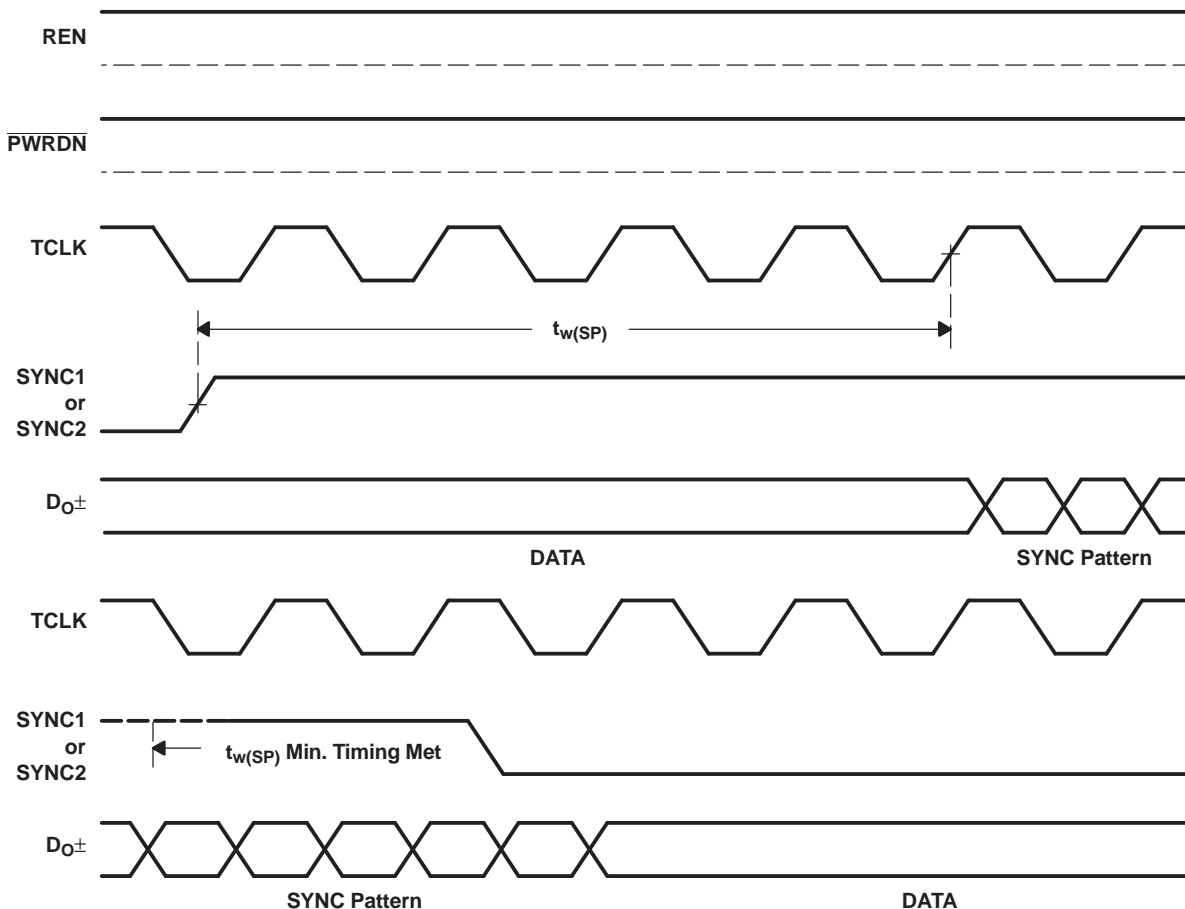 REN
PWRDN
TCLK
tw(SP)
SYNC1
or
SYNC2
DO±
DATA
SYNC Pattern
TCLK
SYNC1
or
SYNC2
tw(SP) Min. Timing Met
DO±
SYNC Pattern
DATA